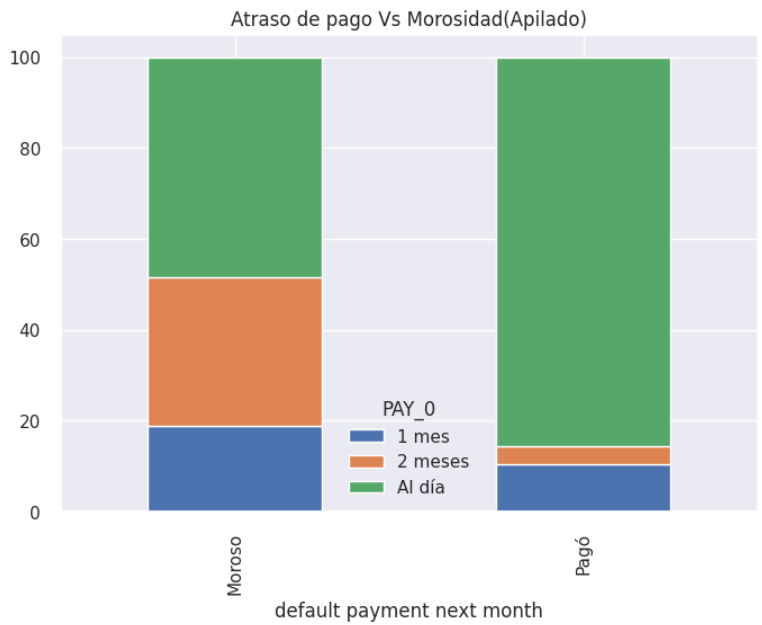 Atraso de pago Vs Morosidad(Apilado)
100
80
60
40
20
0
PAY_0
1 mes
2 meses
Al día
Moroso
Pagó
default payment next month